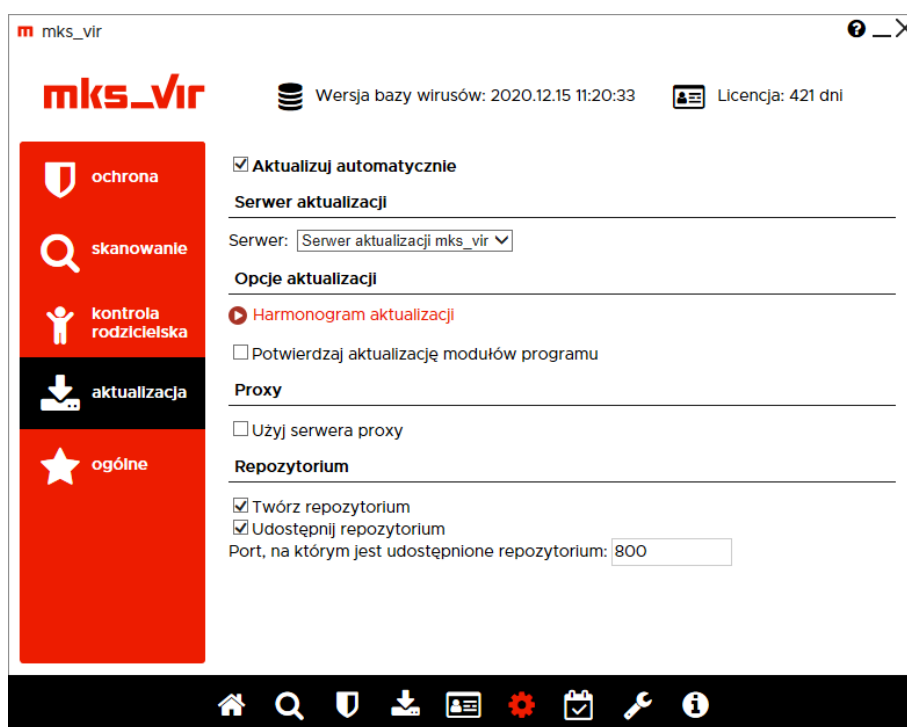 mks_vir
mks_vir
Wersja bazy wirusów: 2020.12.15 11:20:33
Licencja: 421 dni
ochrona
skanowanie
kontrola
rodzicielska
aktualizacja
ogólne
Aktualizuj automatycznie
Serwer aktualizacji
Serwer: Serwer aktualizacji mks_vir
Opcje aktualizacji
Harmonogram aktualizacji
Potwierdzaj aktualizację modułów programu
Proxy
Użyj serwera proxy
Repozytorium
Twórz repozytorium
Udostępnij repozytorium
Port, na którym jest udostępnione repozytorium: 800